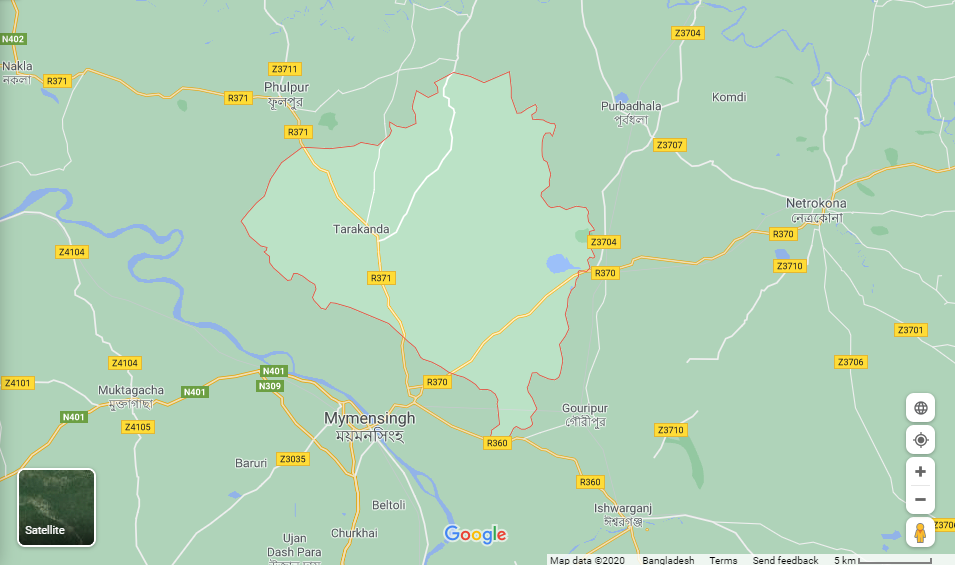 Z3704
N402
Nakla
নকলা
R371
Z3711
Phulpur
ফুলপুর
R371
R371
Purbadhala
পূর্বধলা
Komdi
Z3707
Netrokona
নেত্রকোনা
R370
Tarakanda
Z3704
Z4104
R371
R370
Z3710
Z3701
Z4104
N401
N309
Z3706
Z4101
Muktagacha
মুক্তাগাছা
N401
R370
N401
Z4105
Mymensingh
ময়মনসিংহ
Gouripur
গৌরীপুর
R360
Z3710
Baruri
Z3035
R360
Beltoli
Ishwarganj
ঈশ্বরগঞ্জ
Satellite
Churkhai
Google
Ujan
Dash Para
Map data ©2020 Bangladesh Terms Send feedback 5 km